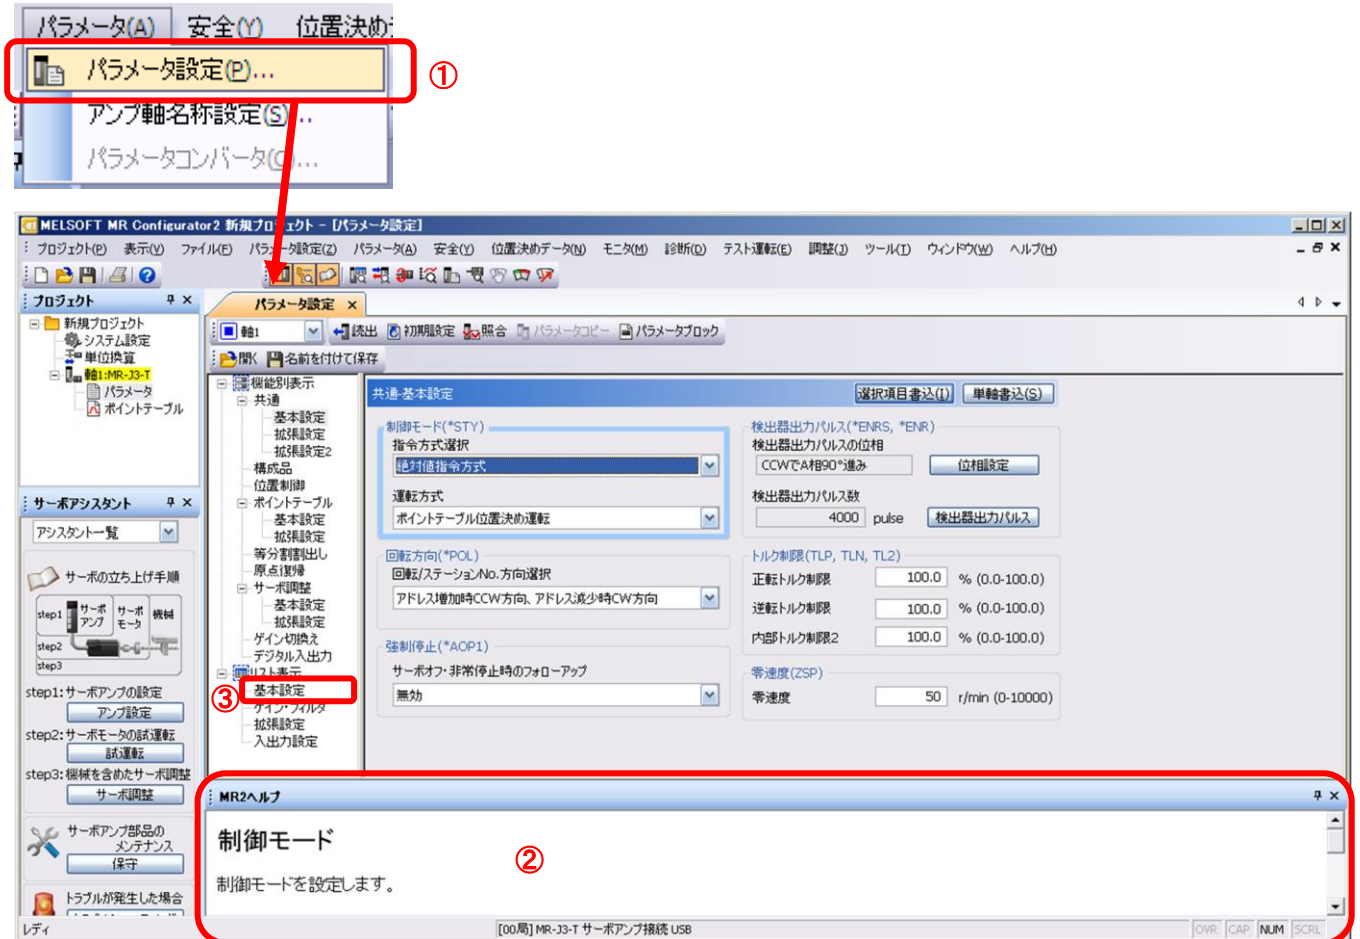 パラメータ(A) 安全(Y) 位置決め
パラメータ設定(P)...
①
アンプ軸名称設定(S)...
パラメータコンバータ(C)...
MELSOFT MR Configurator2 新規プロジェクト - [パラメータ設定]
プロジェクト(P) 表示(V) ファイル(F) パラメータ設定(Z) パラメータ(A) 安全(Y) 位置決めデータ(N) モニタ(M) 診断(D) テスト運転(E) 調整(J) ツール(T) ウィンドウ(W) ヘルプ(H)
プロジェクト
新規プロジェクト
システム設定
単位換算
軸1:MR-J3-T
パラメータ
ポイントテーブル
サーボアシスタント
アシスタント一覧
サーボの立ち上げ手順
step1
サーボアンプ
サーボモータ
機械
step2
step3
step1:サーボアンプの設定
アンプ設定
step2:サーボモータの試運転
試運転
step3:機械を含めたサーボ調整
サーボ調整
サーボアンプ部品の
メンテナンス
保守
トラブルが発生した場合
パラメータ設定
軸1 読出 初期設定 照合 パラメータコピー パラメータブロック
開く 名前を付けて保存
機能別表示
共通
基本設定
拡張設定
拡張設定2
構成品
位置制御
ポイントテーブル
基本設定
拡張設定
等分割割出し
原点復帰
サーボ調整
基本設定
拡張設定
ゲイン切換え
デジタル入出力
リスト表示
③ 基本設定
ゲイン・フィルタ
拡張設定
入出力設定
共通-基本設定 選択項目書込(I) 単軸書込(S)
制御モード(*STY)
指令方式選択
絶対値指令方式
運転方式
ポイントテーブル位置決め運転
回転方向(*POL)
回転/ステーションNo.方向選択
アドレス増加時CCW方向、アドレス減少時CW方向
強制停止(*AOP1)
サーボオフ・非常停止時のフォローアップ
無効
検出器出力パルス(*ENRS, *ENR)
検出器出力パルスの位相
CCWでA相90°進み 位相設定
検出器出力パルス数
4000 pulse 検出器出力パルス
トルク制限(TLP, TLN, TL2)
正転トルク制限 100.0 % (0.0-100.0)
逆転トルク制限 100.0 % (0.0-100.0)
内部トルク制限2 100.0 % (0.0-100.0)
零速度(ZSP)
零速度 50 r/min (0-10000)
MR2ヘルプ
制御モード
②
制御モードを設定します。
レディ [00局] MR-J3-T サーボアンプ接続 USB OVR CAP NUM SCRL